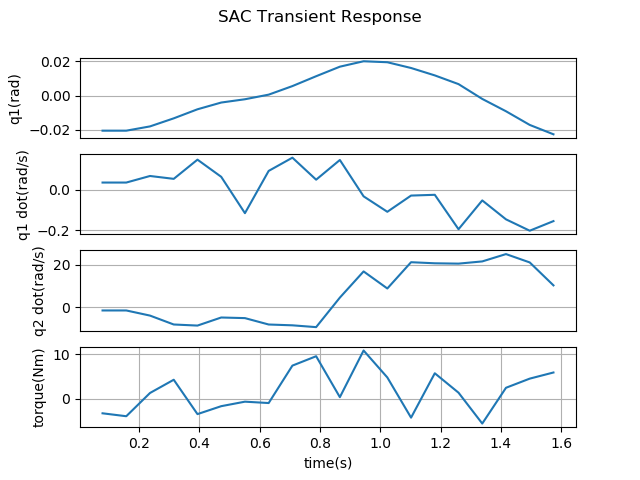 SAC Transient Response
0.02
0.00
−0.02
q1(rad)
0.0
−0.2
q1 dot(rad/s)
20
0
q2 dot(rad/s)
10
0
torque(Nm)
0.2 0.4 0.6 0.8 1.0 1.2 1.4 1.6
time(s)